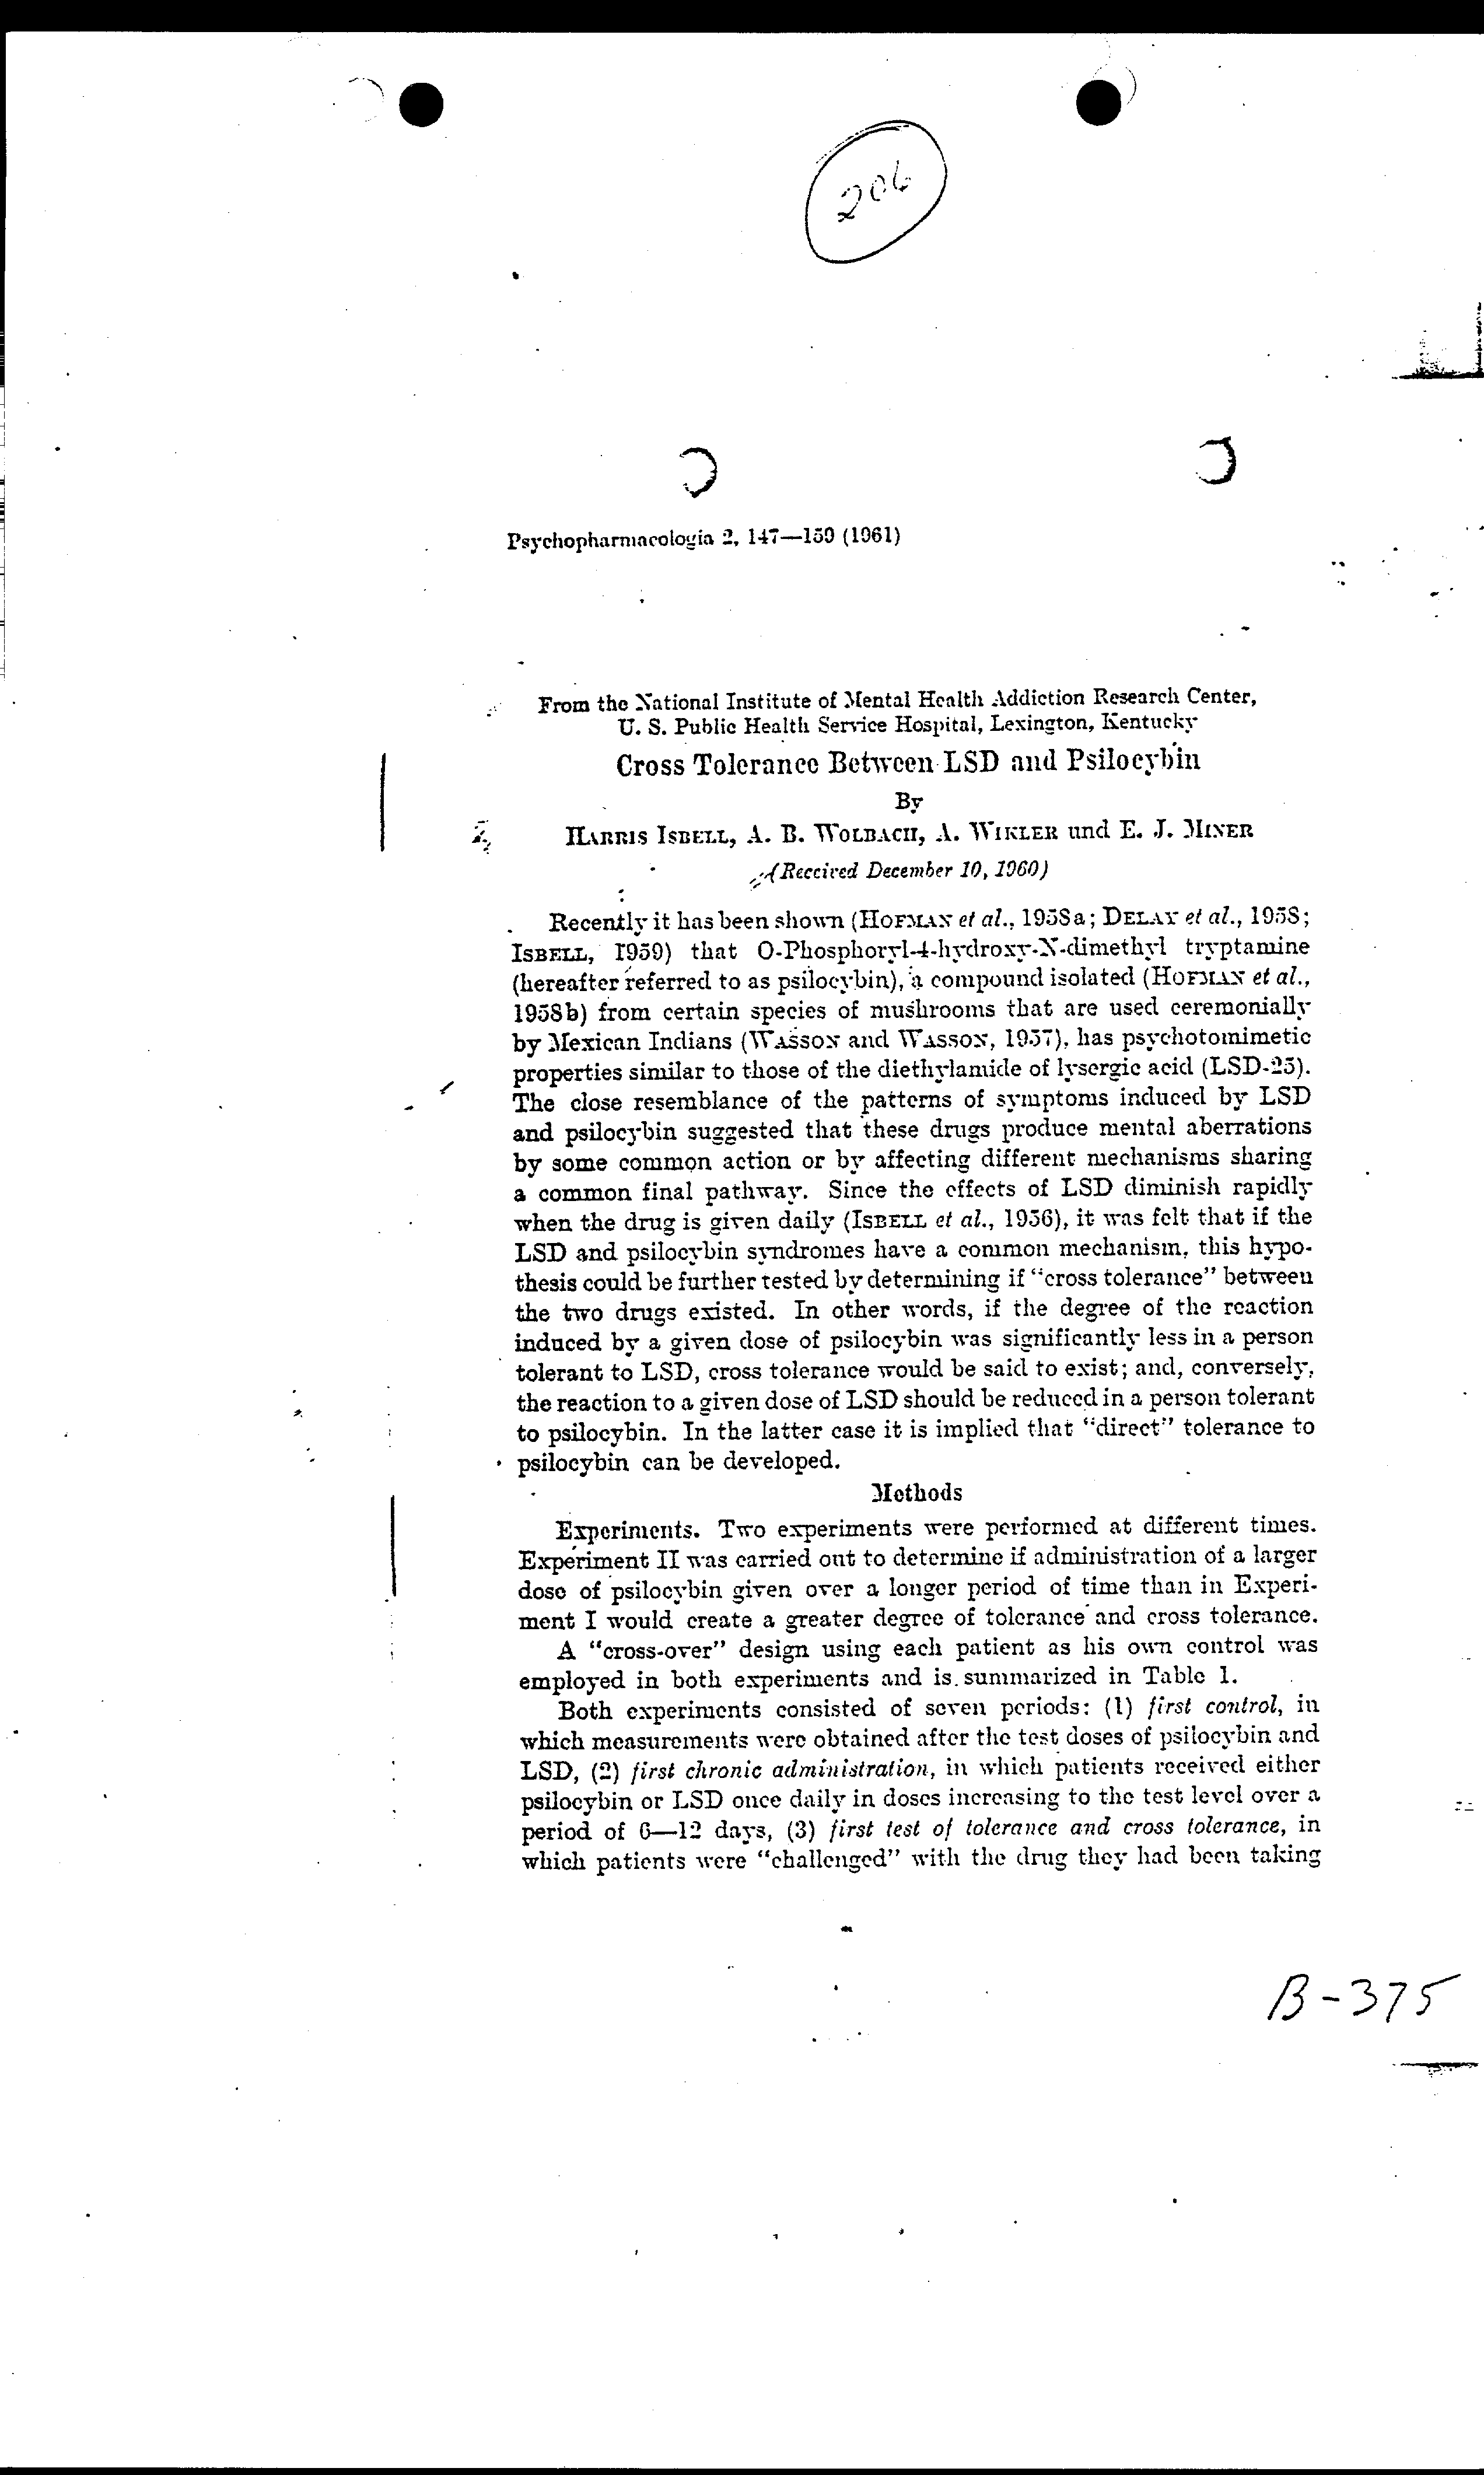 206
Psychopharmacologia 2, 147—159 (1961)
From the National Institute of Mental Health Addiction Research Center,
U. S. Public Health Service Hospital, Lexington, Kentucky
Cross Tolerance Between LSD and Psilocybin
By
HARRIS ISBELL, A. B. WOLBACH, A. WIKLER und E. J. MINER
(Received December 10, 1960)
Recently it has been shown (HOFMAN et al., 1958a; DELAY et al., 1958;
ISBELL, 1959) that O-Phosphoryl-4-hydroxy-N-dimethyl tryptamine
(hereafter referred to as psilocybin), a compound isolated (HOFMAN et al.,
1958b) from certain species of mushrooms that are used ceremonially
by Mexican Indians (WASSON and WASSON, 1957), has psychotomimetic
properties similar to those of the diethylamide of lysergic acid (LSD-25).
The close resemblance of the patterns of symptoms induced by LSD
and psilocybin suggested that these drugs produce mental aberrations
by some common action or by affecting different mechanisms sharing
a common final pathway. Since the effects of LSD diminish rapidly
when the drug is given daily (ISBELL et al., 1956), it was felt that if the
LSD and psilocybin syndromes have a common mechanism, this hypo-
thesis could be further tested by determining if "cross tolerance" between
the two drugs existed. In other words, if the degree of the reaction
induced by a given dose of psilocybin was significantly less in a person
tolerant to LSD, cross tolerance would be said to exist; and, conversely,
the reaction to a given dose of LSD should be reduced in a person tolerant
to psilocybin. In the latter case it is implied that "direct" tolerance to
psilocybin can be developed.
Methods
Experiments. Two experiments were performed at different times.
Experiment II was carried out to determine if administration of a larger
dose of psilocybin given over a longer period of time than in Experi-
ment I would create a greater degree of tolerance and cross tolerance.
A "cross-over" design using each patient as his own control was
employed in both experiments and is summarized in Table 1.
Both experiments consisted of seven periods: (1) first control, in
which measurements were obtained after the test doses of psilocybin and
LSD, (2) first chronic administration, in which patients received either
psilocybin or LSD once daily in doses increasing to the test level over a
period of 6—12 days, (3) first test of tolerance and cross tolerance, in
which patients were "challenged" with the drug they had been taking
B-375